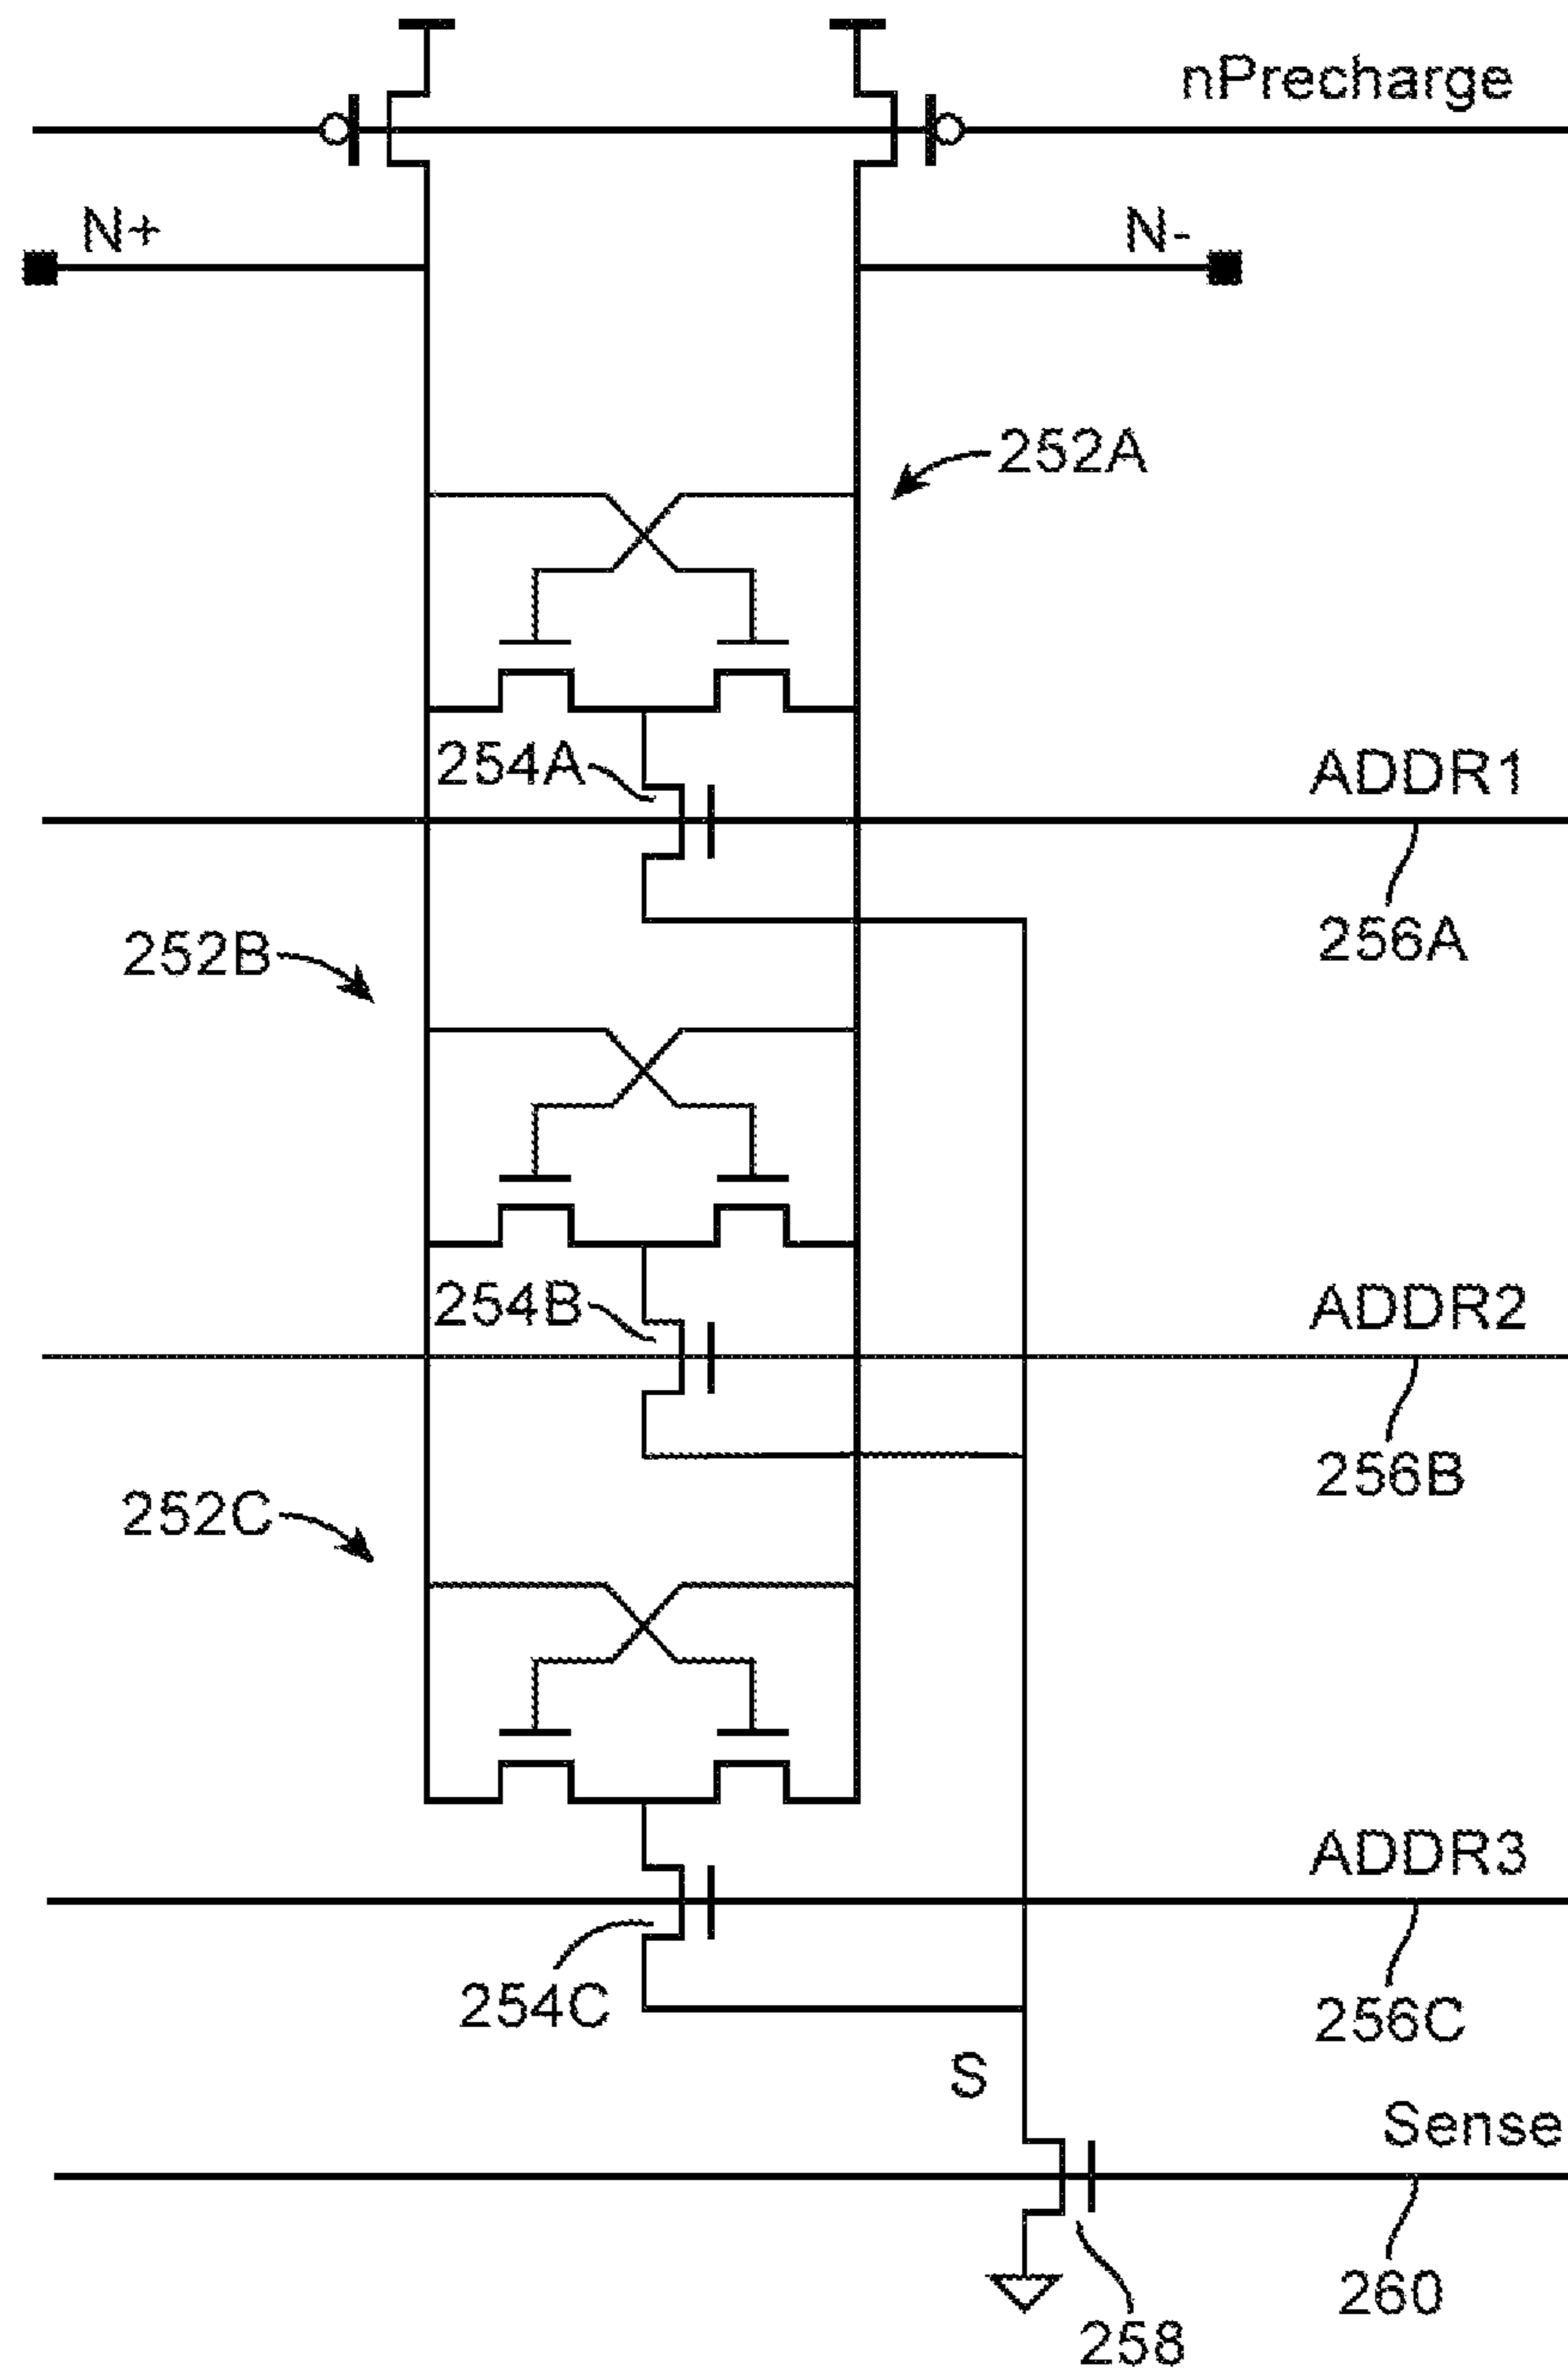 nPrecharge
N+
N-
252A
254A
ADDR1
256A
252B
254B
ADDR2
256B
252C
ADDR3
254C
256C
S
Sense
260
258